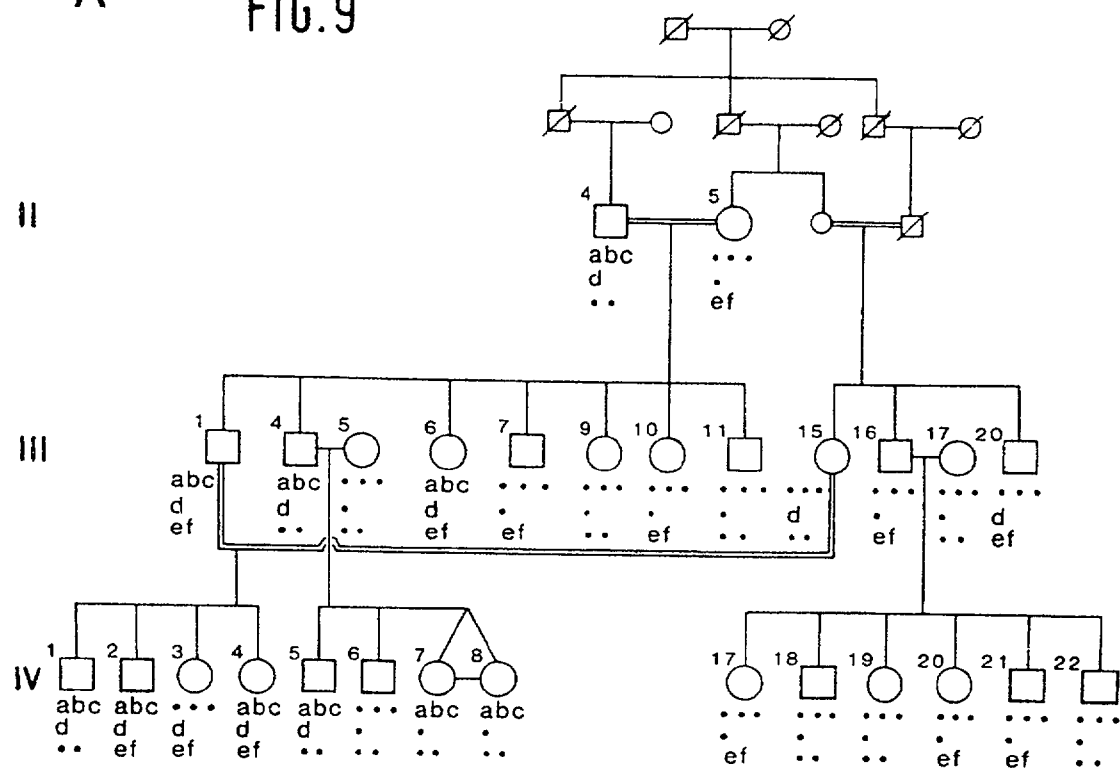 A FIG.9
4 5
II
abc • • •
d •
• • ef
1 4 5 6 7 9 10 11 15 16 17 20
III
abc abc • • • abc • • • • • • • • • • • • • • • • • • • • • • • •
d d • d • • • • d • • d
ef • • • • ef ef • • ef • • • • ef • • ef
1 2 3 4 5 6 7 8 17 18 19 20 21 22
IV
abc abc • • • abc abc • • • abc abc • • • • • • • • • • • • • • • • • •
d d d d d • • • • • • • • •
• • ef ef ef • • • • • • • • ef • • • • ef ef • •